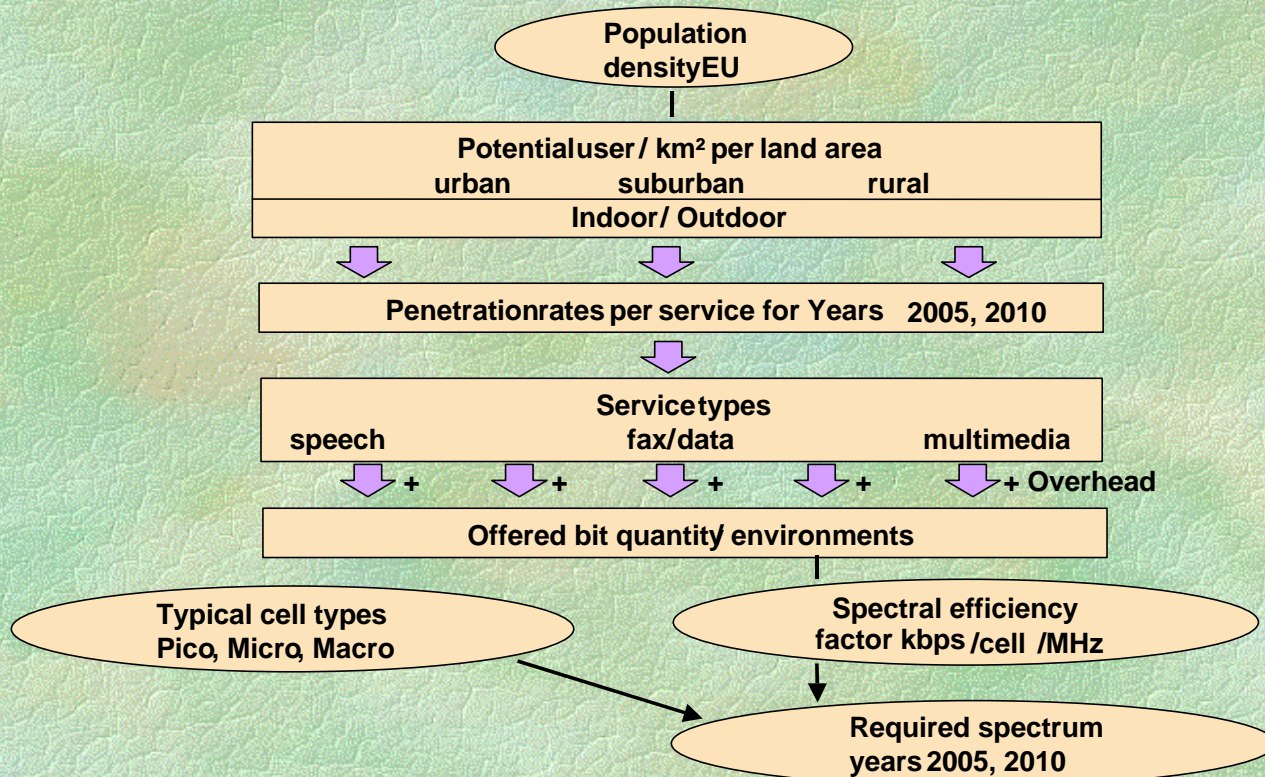 Population
densityEU
Potentialuser / km² per land area
urban suburban rural
Indoor/ Outdoor
Penetrationrates per service for Years 2005, 2010
Servicetypes
speech fax/data multimedia
+ + + + + Overhead
Offered bit quantity/ environments
Typical cell types
Pico, Micro, Macro
Spectral efficiency
factor kbps /cell /MHz
Required spectrum
years 2005, 2010